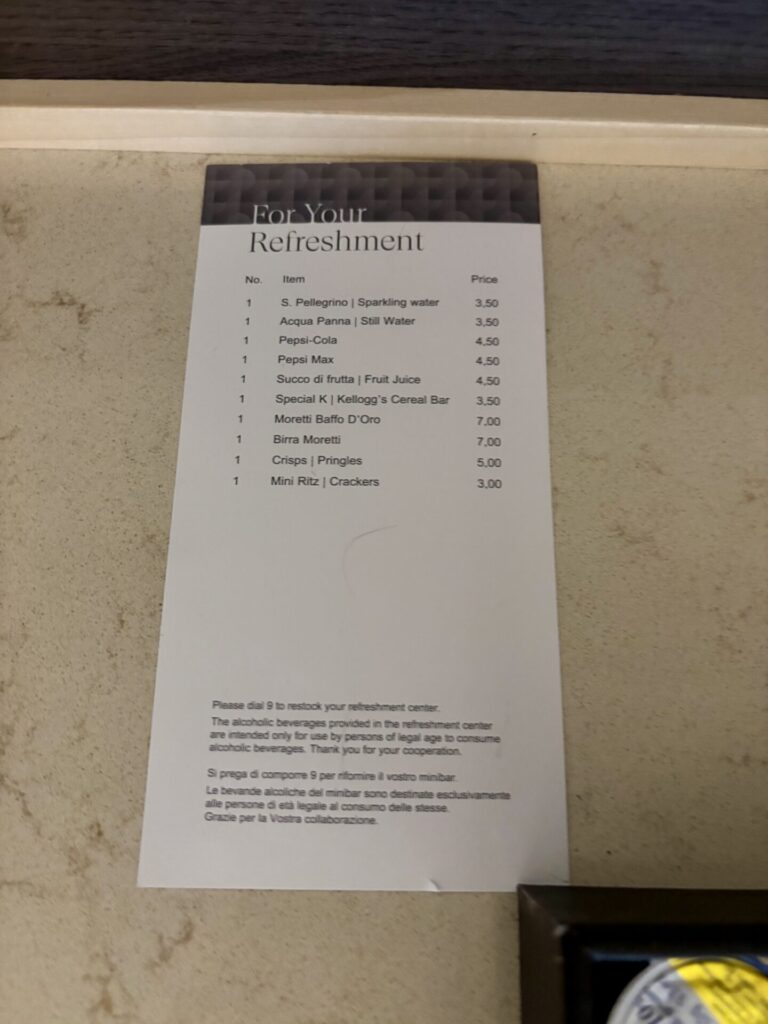 For Your
Refreshment
No. Item Price
1 S. Pellegrino | Sparkling water 3,50
1 Acqua Panna | Still Water 3,50
1 Pepsi-Cola 4,50
1 Pepsi Max 4,50
1 Succo di frutta | Fruit Juice 4,50
1 Special K | Kellogg's Cereal Bar 3,50
1 Moretti Baffo D'Oro 7,00
1 Birra Moretti 7,00
1 Crisps | Pringles 5,00
1 Mini Ritz | Crackers 3,00
Please dial 9 to restock your refreshment center.
The alcoholic beverages provided in the refreshment center
are intended only for use by persons of legal age to consume
alcoholic beverages. Thank you for your cooperation.
Si prega di comporre 9 per rifornire il vostro minibar.
Le bevande alcoliche del minibar sono destinate esclusivamente
alle persone di età legale al consumo delle stesse.
Grazie per la Vostra collaborazione.